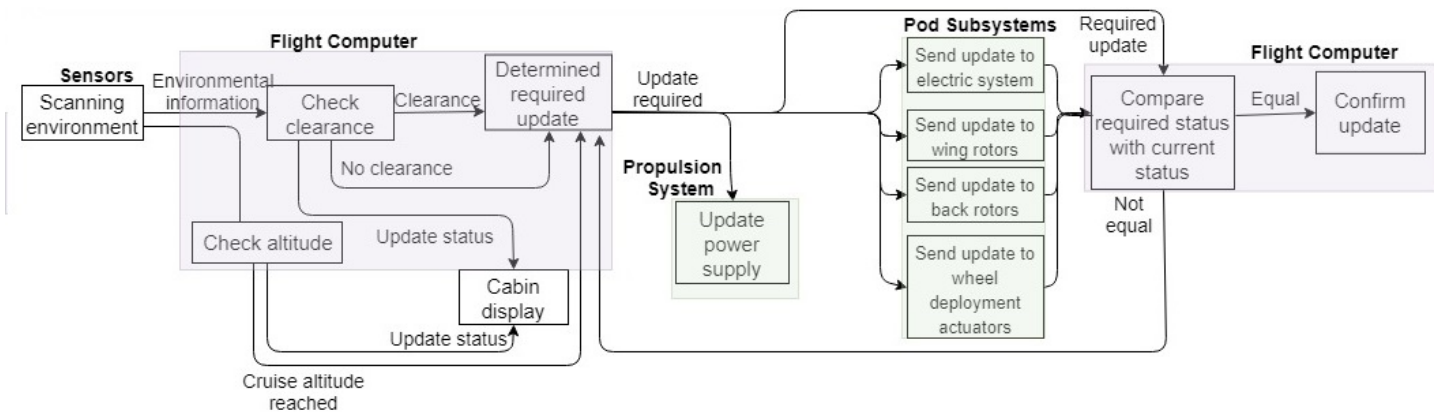 Flight Computer
Sensors
Scanning
environment
Environmental
information
Check
clearance
Clearance
No clearance
Determined
required
update
Check altitude
Update status
Cabin
display
Update status
Cruise altitude
reached
Update
required
Propulsion
System
Update
power
supply
Pod Subsystems
Send update to
electric system
Send update to
wing rotors
Send update to
back rotors
Send update to
wheel
deployment
actuators
Required
update
Flight Computer
Compare
required status
with current
status
Equal
Confirm
update
Not
equal